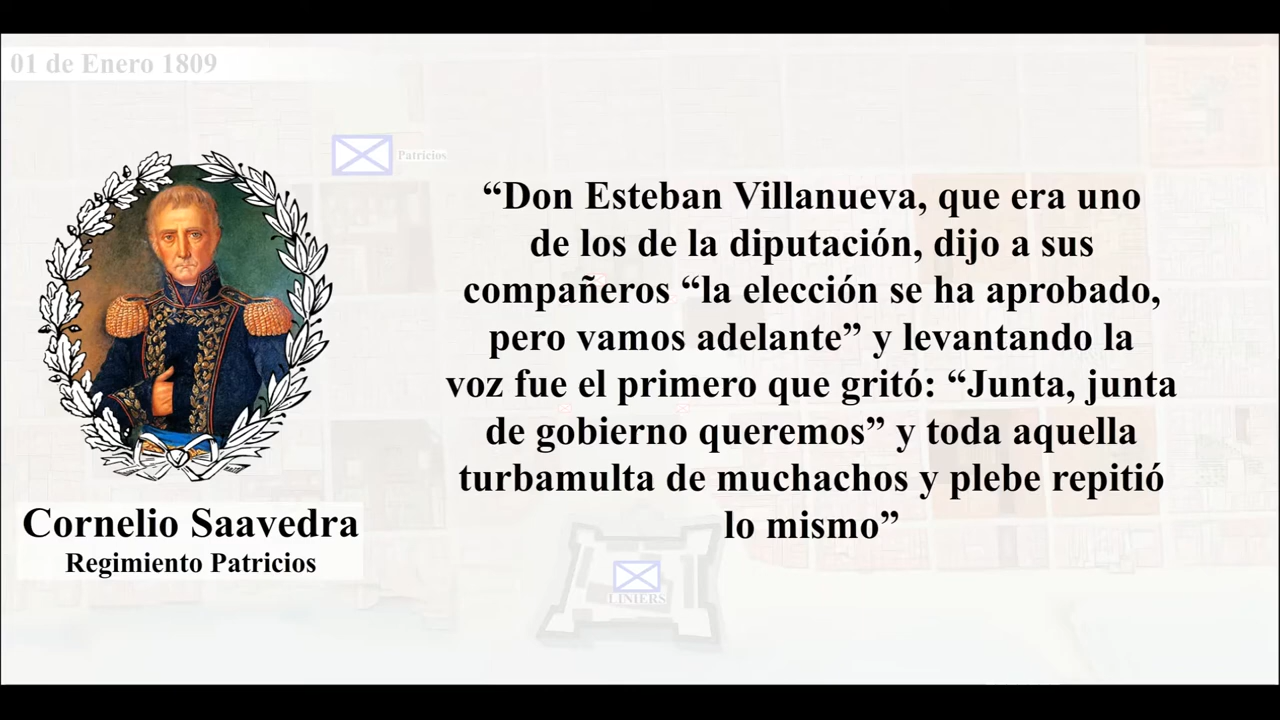 01 de Enero 1809
Patricios
“Don Esteban Villanueva, que era uno
de los de la diputación, dijo a sus
compañeros “la elección se ha aprobado,
pero vamos adelante” y levantando la
voz fue el primero que gritó: “Junta, junta
de gobierno queremos” y toda aquella
turbamulta de muchachos y plebe repitió
lo mismo”
Cornelio Saavedra
Regimiento Patricios
LINIERS